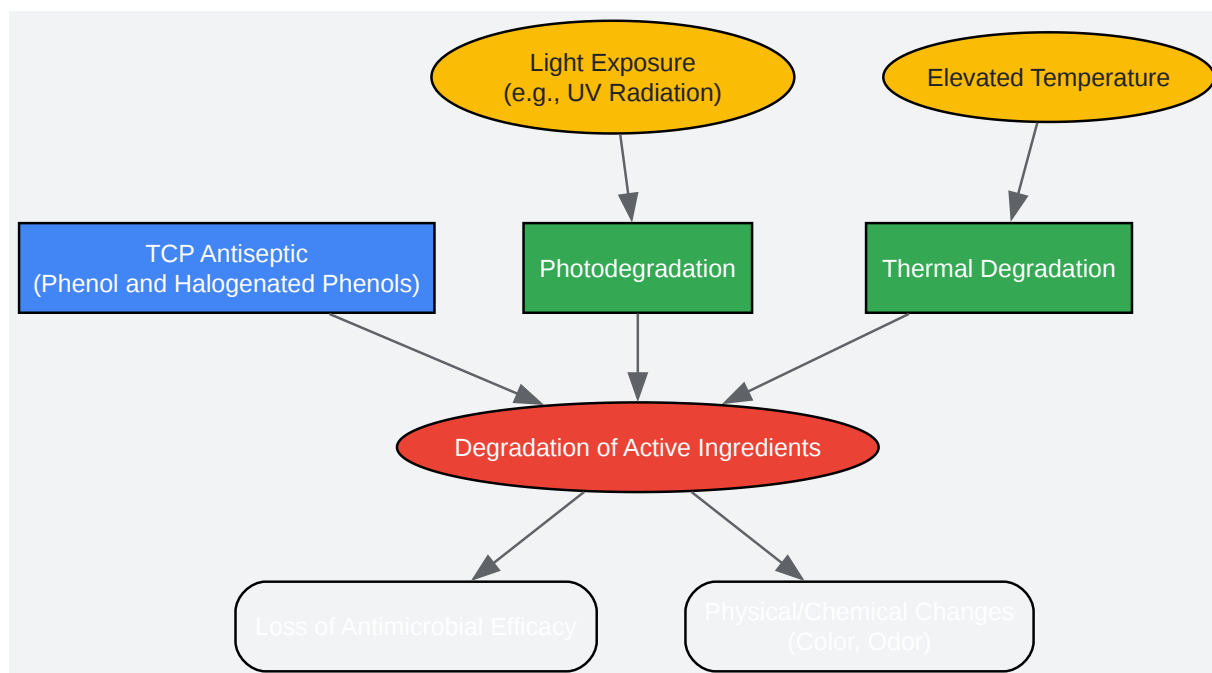 Light Exposure
(e.g., UV Radiation)
Elevated Temperature
TCP Antiseptic
(Phenol and Halogenated Phenols)
Photodegradation
Thermal Degradation
Degradation of Active Ingredients
Loss of Antimicrobial Efficacy
Physical/Chemical Changes
(Color, Odor)